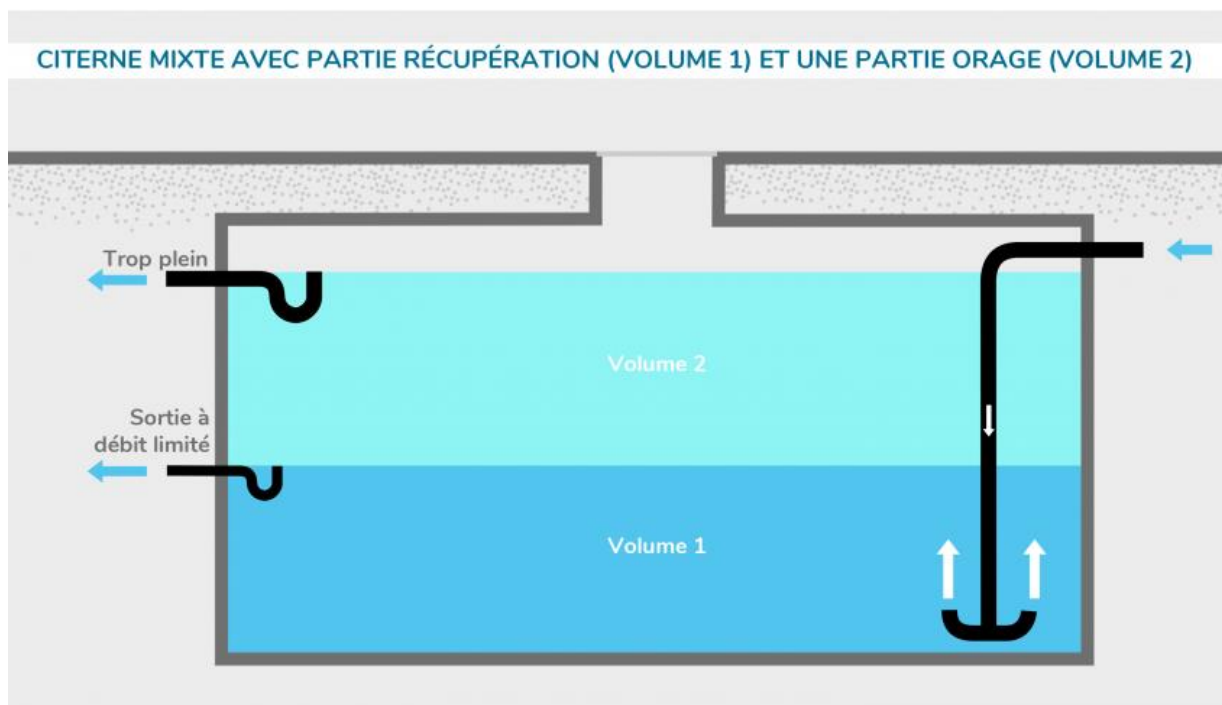 CITERNE MIXTE AVEC PARTIE RÉCUPÉRATION (VOLUME 1) ET UNE PARTIE ORAGE (VOLUME 2)
Trop plein
Volume 2
Sortie à
débit limité
Volume 1